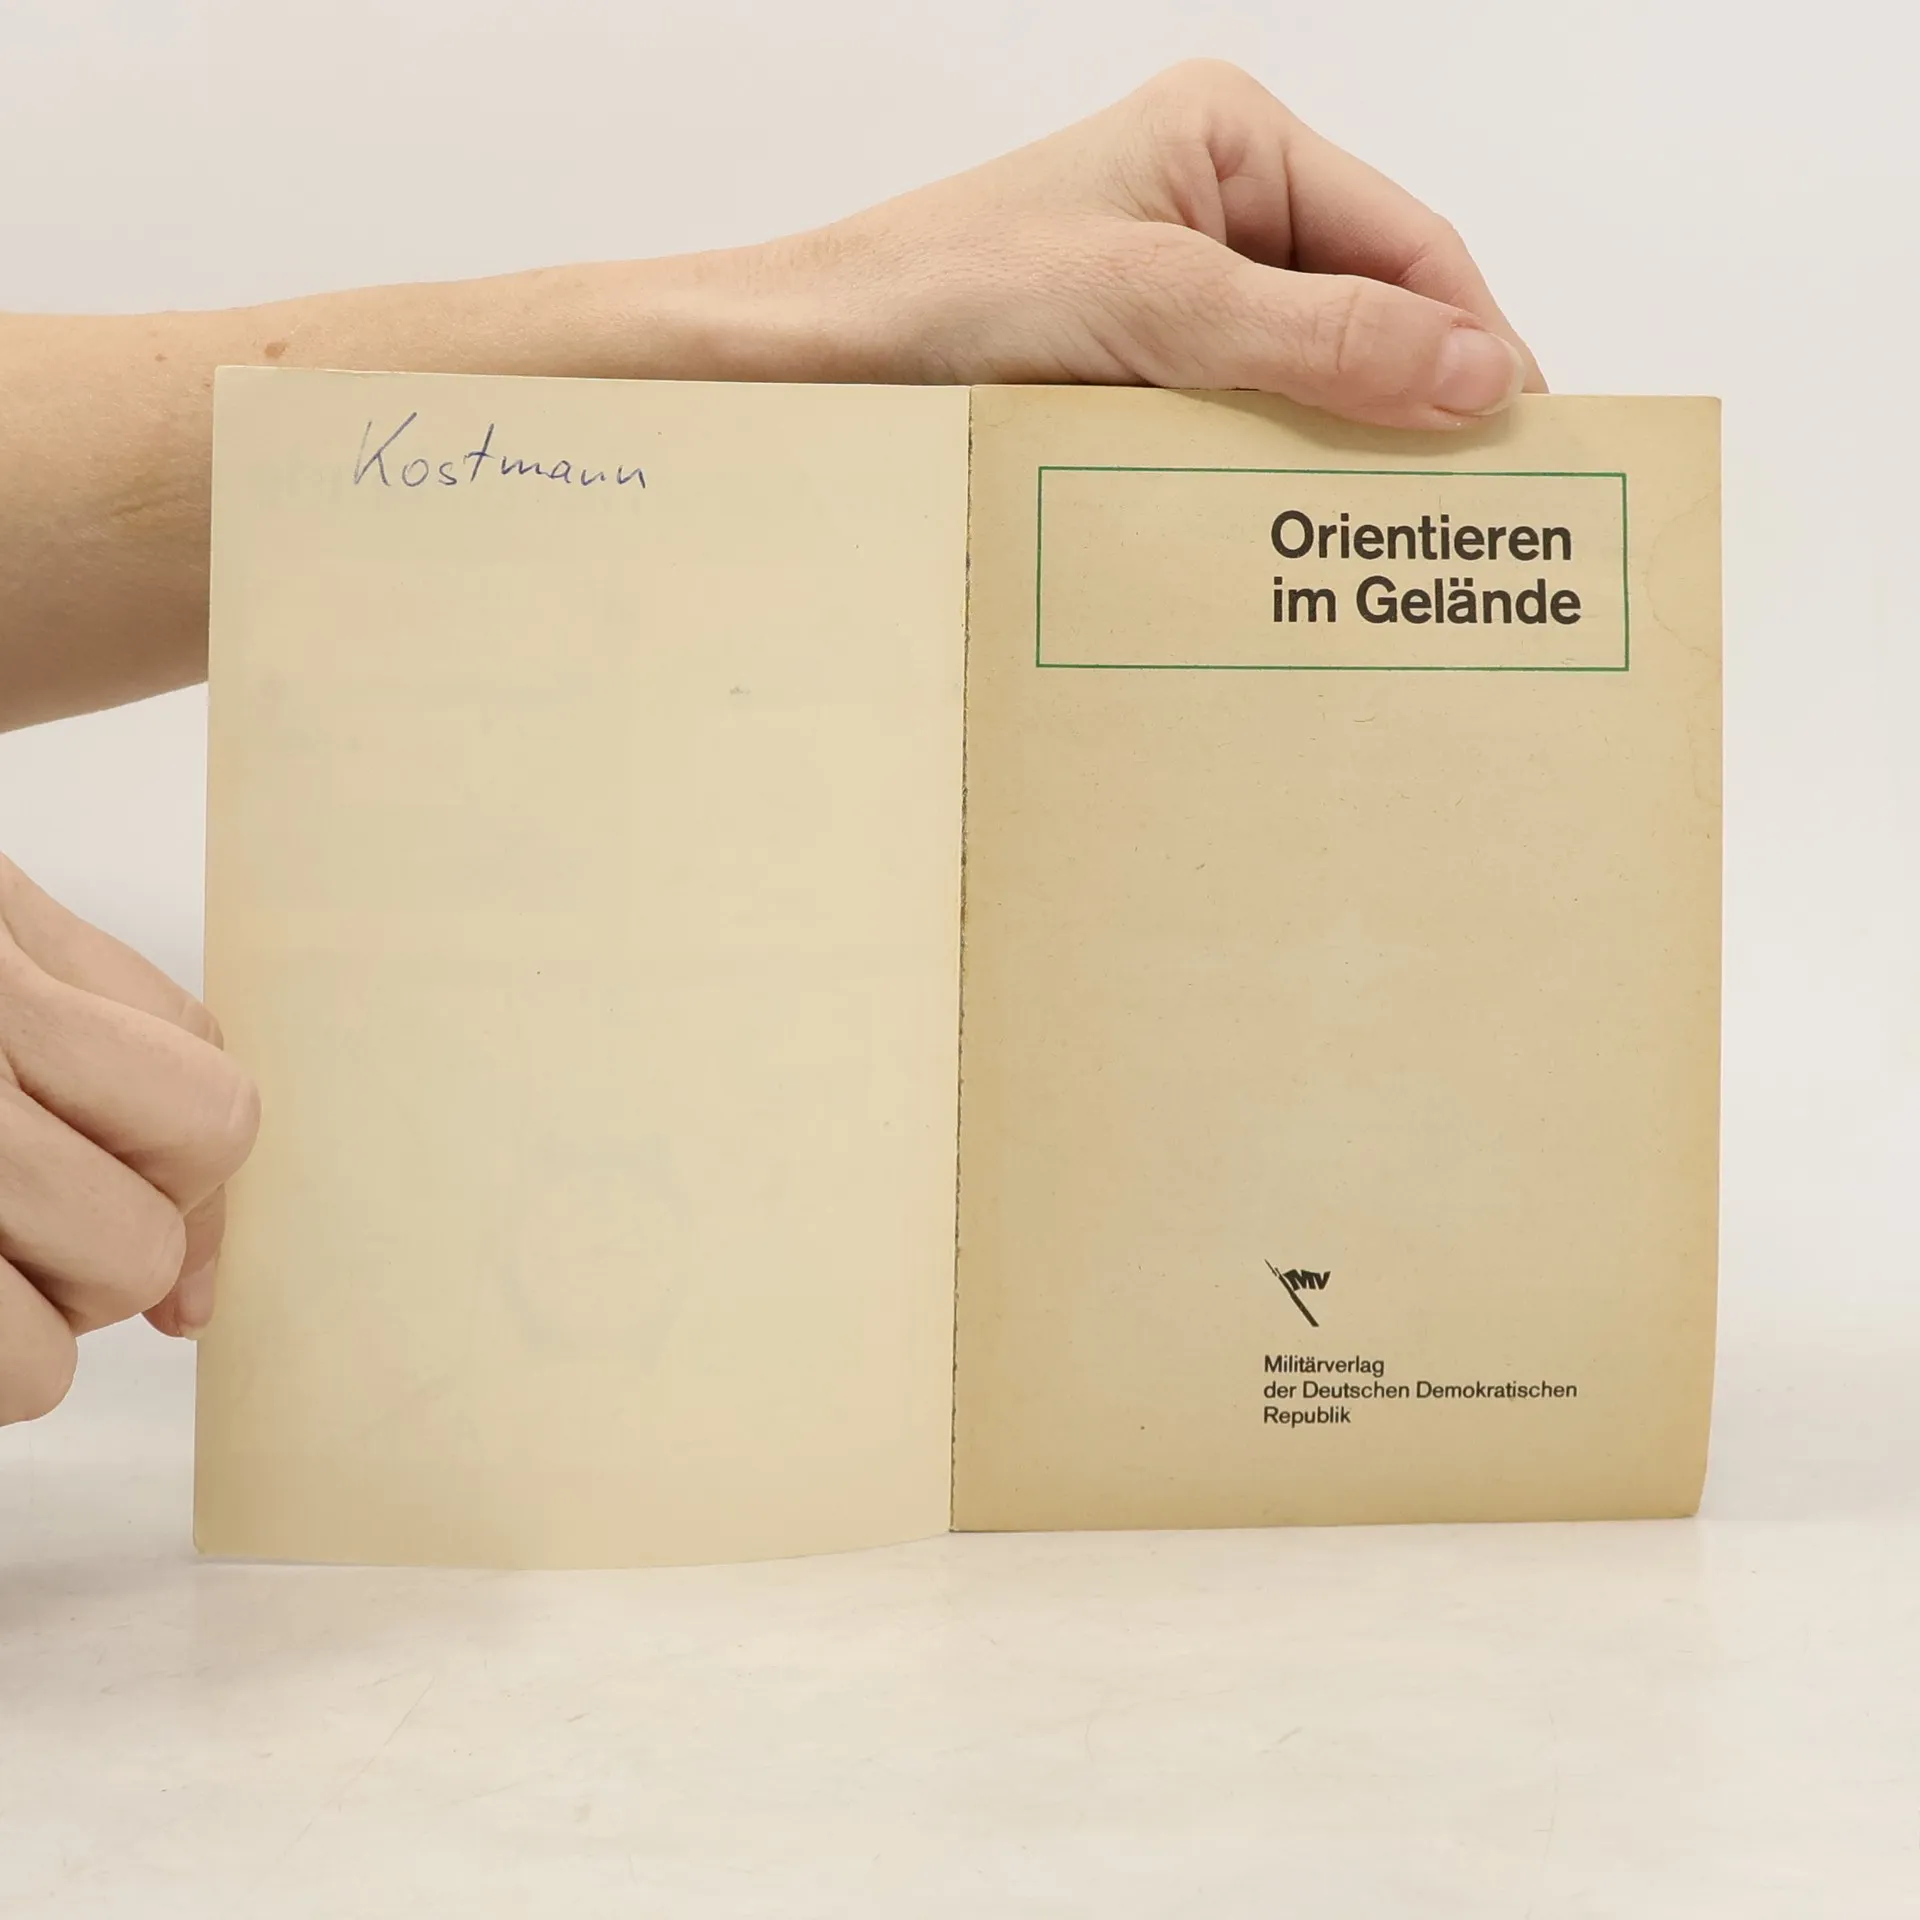 Kostmann
Orientieren
im Gelände
MV
Militärverlag
der Deutschen Demokratischen
Republik